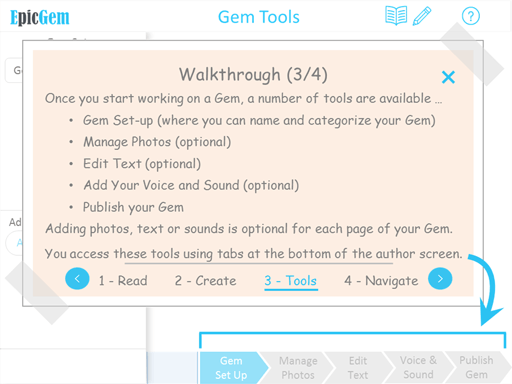 EpicGem
Gem Tools
?
Walkthrough (3/4)
Once you start working on a Gem, a number of tools are available …
• Gem Set-up (where you can name and categorize your Gem)
• Manage Photos (optional)
• Edit Text (optional)
• Add Your Voice and Sound (optional)
• Publish your Gem
Adding photos, text or sounds is optional for each page of your Gem.
You access these tools using tabs at the bottom of the author screen.
1 - Read 2 - Create 3 - Tools 4 - Navigate
Gem Set Up
Manage Photos
Edit Text
Voice & Sound
Publish Gem